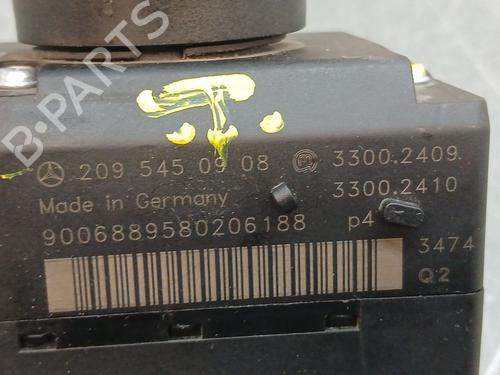 B-PARTS
T.
209 545 09 08 3300.2409
Made in Germany 3300.2410
9006889580206188 p4
3474
Q2